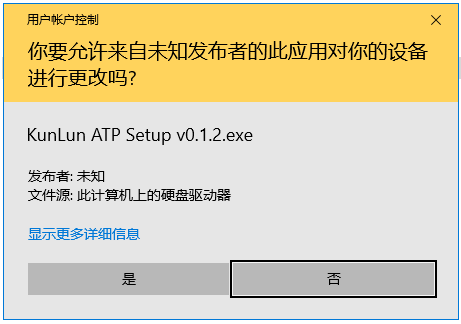 用户帐户控制
你要允许来自未知发布者的此应用对你的设备
进行更改吗?
KunLun ATP Setup v0.1.2.exe
发布者: 未知
文件源: 此计算机上的硬盘驱动器
显示更多详细信息
是
否